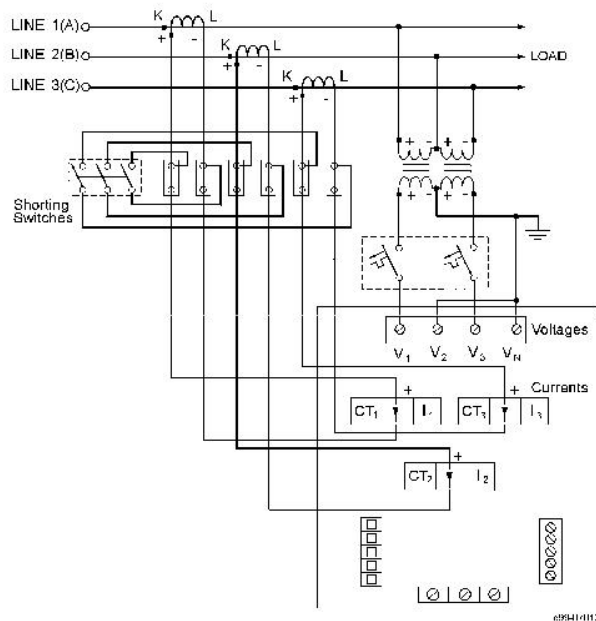 LINE 1(A)
K L
+ -
LINE 2(B)
K L
LOAD
+ -
LINE 3(C)
K L
+ -
+ - + -
+ - + -
Shorting
Switches
Voltages
V1 V2 V3 VN
+ + Currents
CT1 CT3 I3
+
CT2 I2